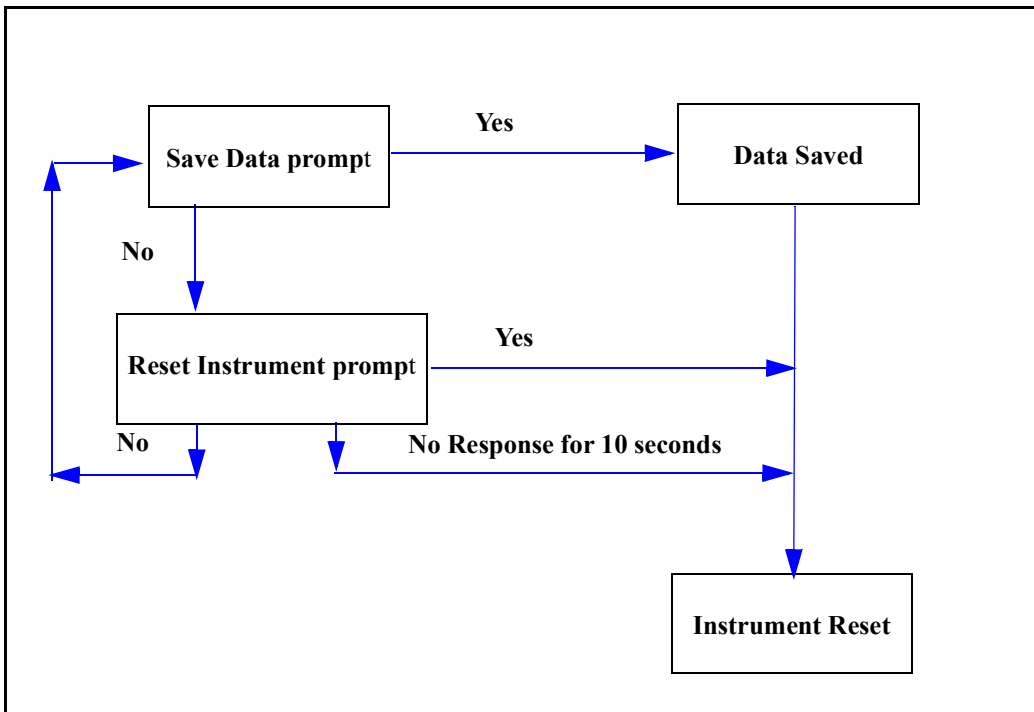 Yes
Save Data prompt
Data Saved
No
Yes
Reset Instrument prompt
No
No Response for 10 seconds
Instrument Reset